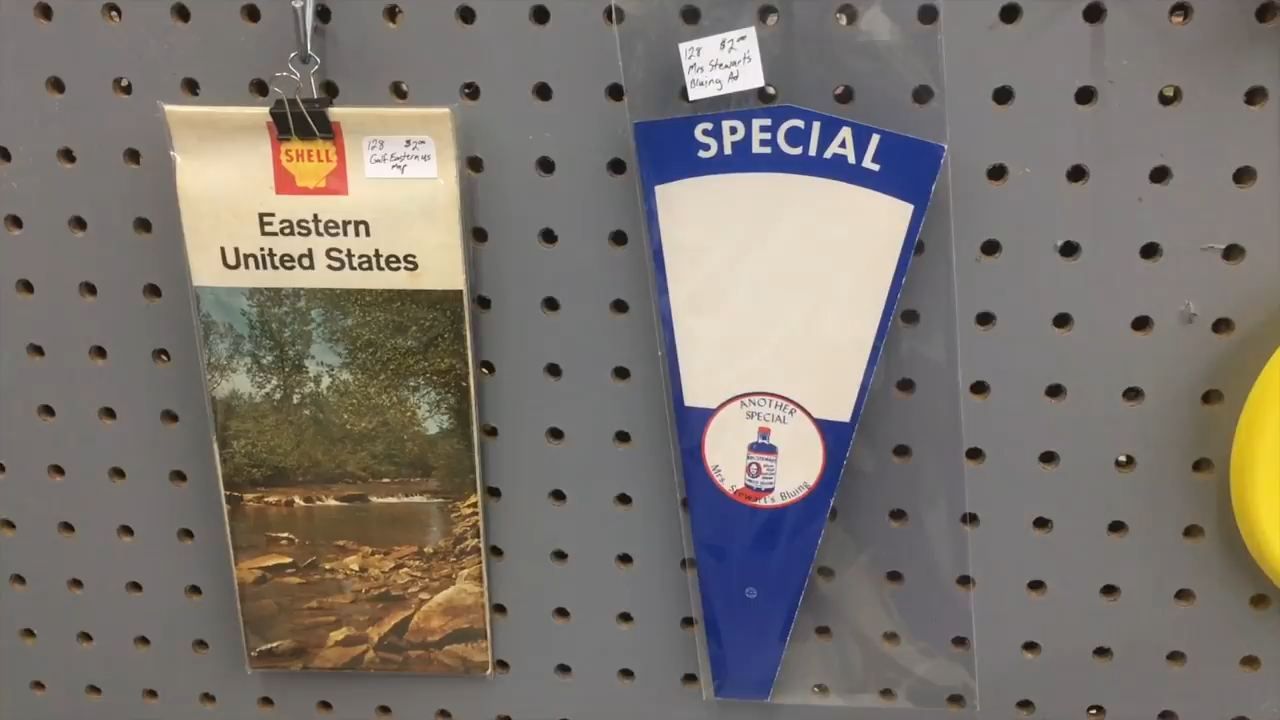 SHELL
128 $2.00
Gulf Eastern US
Map
Eastern
United States
128 $2.00
Mrs Stewart's
Bluing Ad
SPECIAL
ANOTHER
SPECIAL
Mrs. Stewart's Bluing